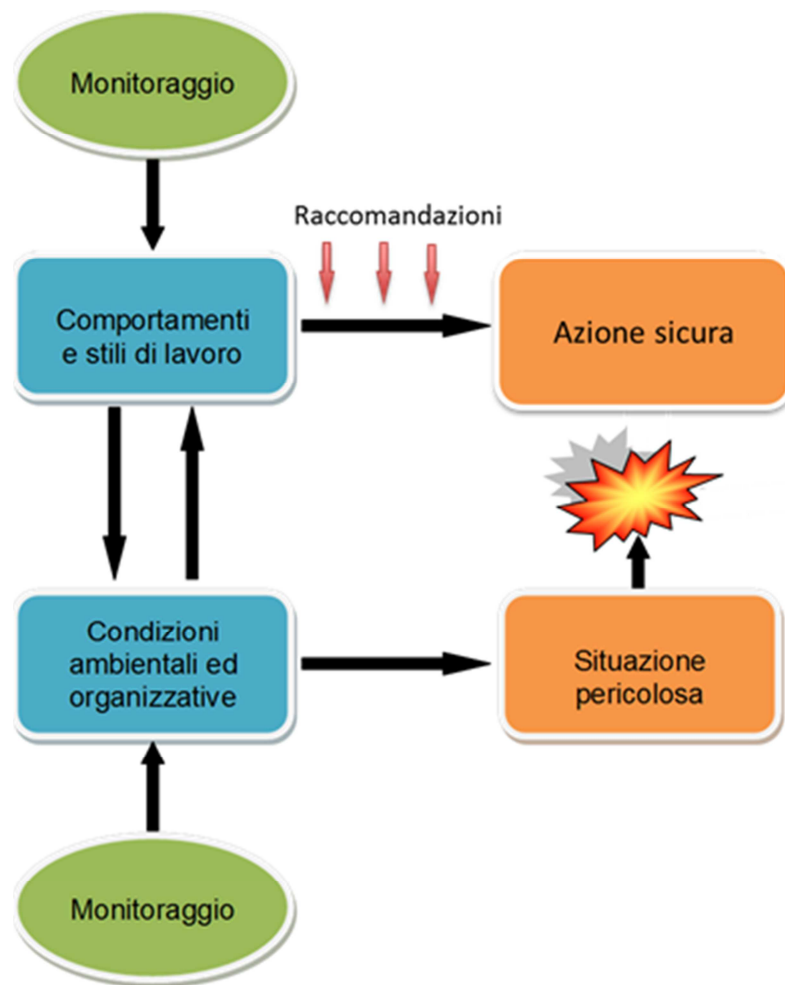 Monitoraggio
Raccomandazioni
Comportamenti
e stili di lavoro
Azione sicura
Condizioni
ambientali ed
organizzative
Situazione
pericolosa
Monitoraggio